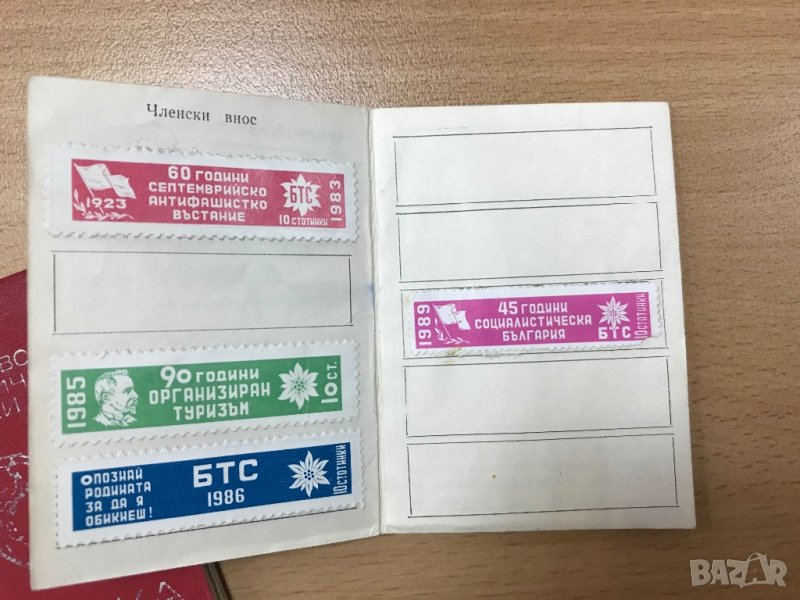 Членски внос
60 ГОДИНИ
СЕПТЕМВРИЙСКО
АНТИФАШИСТКО
ВЪСТАНИЕ
1923
БТС
10 СТОТИНКИ
1983
1985
90 ГОДИНИ
ОРГАНИЗИРАН
ТУРИЗЪМ
10 СТ.
ОПОЗНАЙ
РОДИНАТА
ЗА ДА Я
ОБИКНЕШ!
БТС
1986
10 СТОТИНКИ
1989
45 ГОДИНИ
СОЦИАЛИСТИЧЕСКА
БЪЛГАРИЯ
БТС
10 СТОТИНКИ
BAZAR